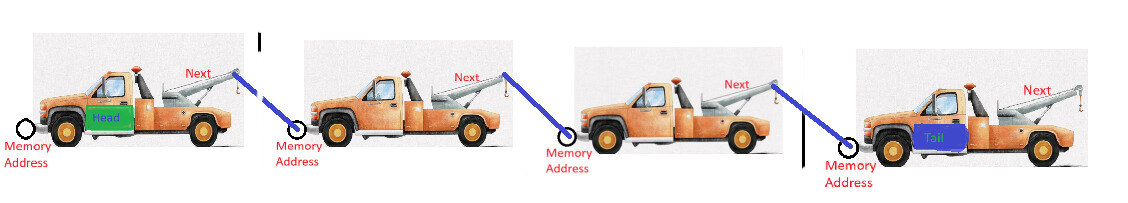 Next
Head
Memory
Address
Next
Memory
Address
Next
Memory
Address
Next
Tail
Memory
Address